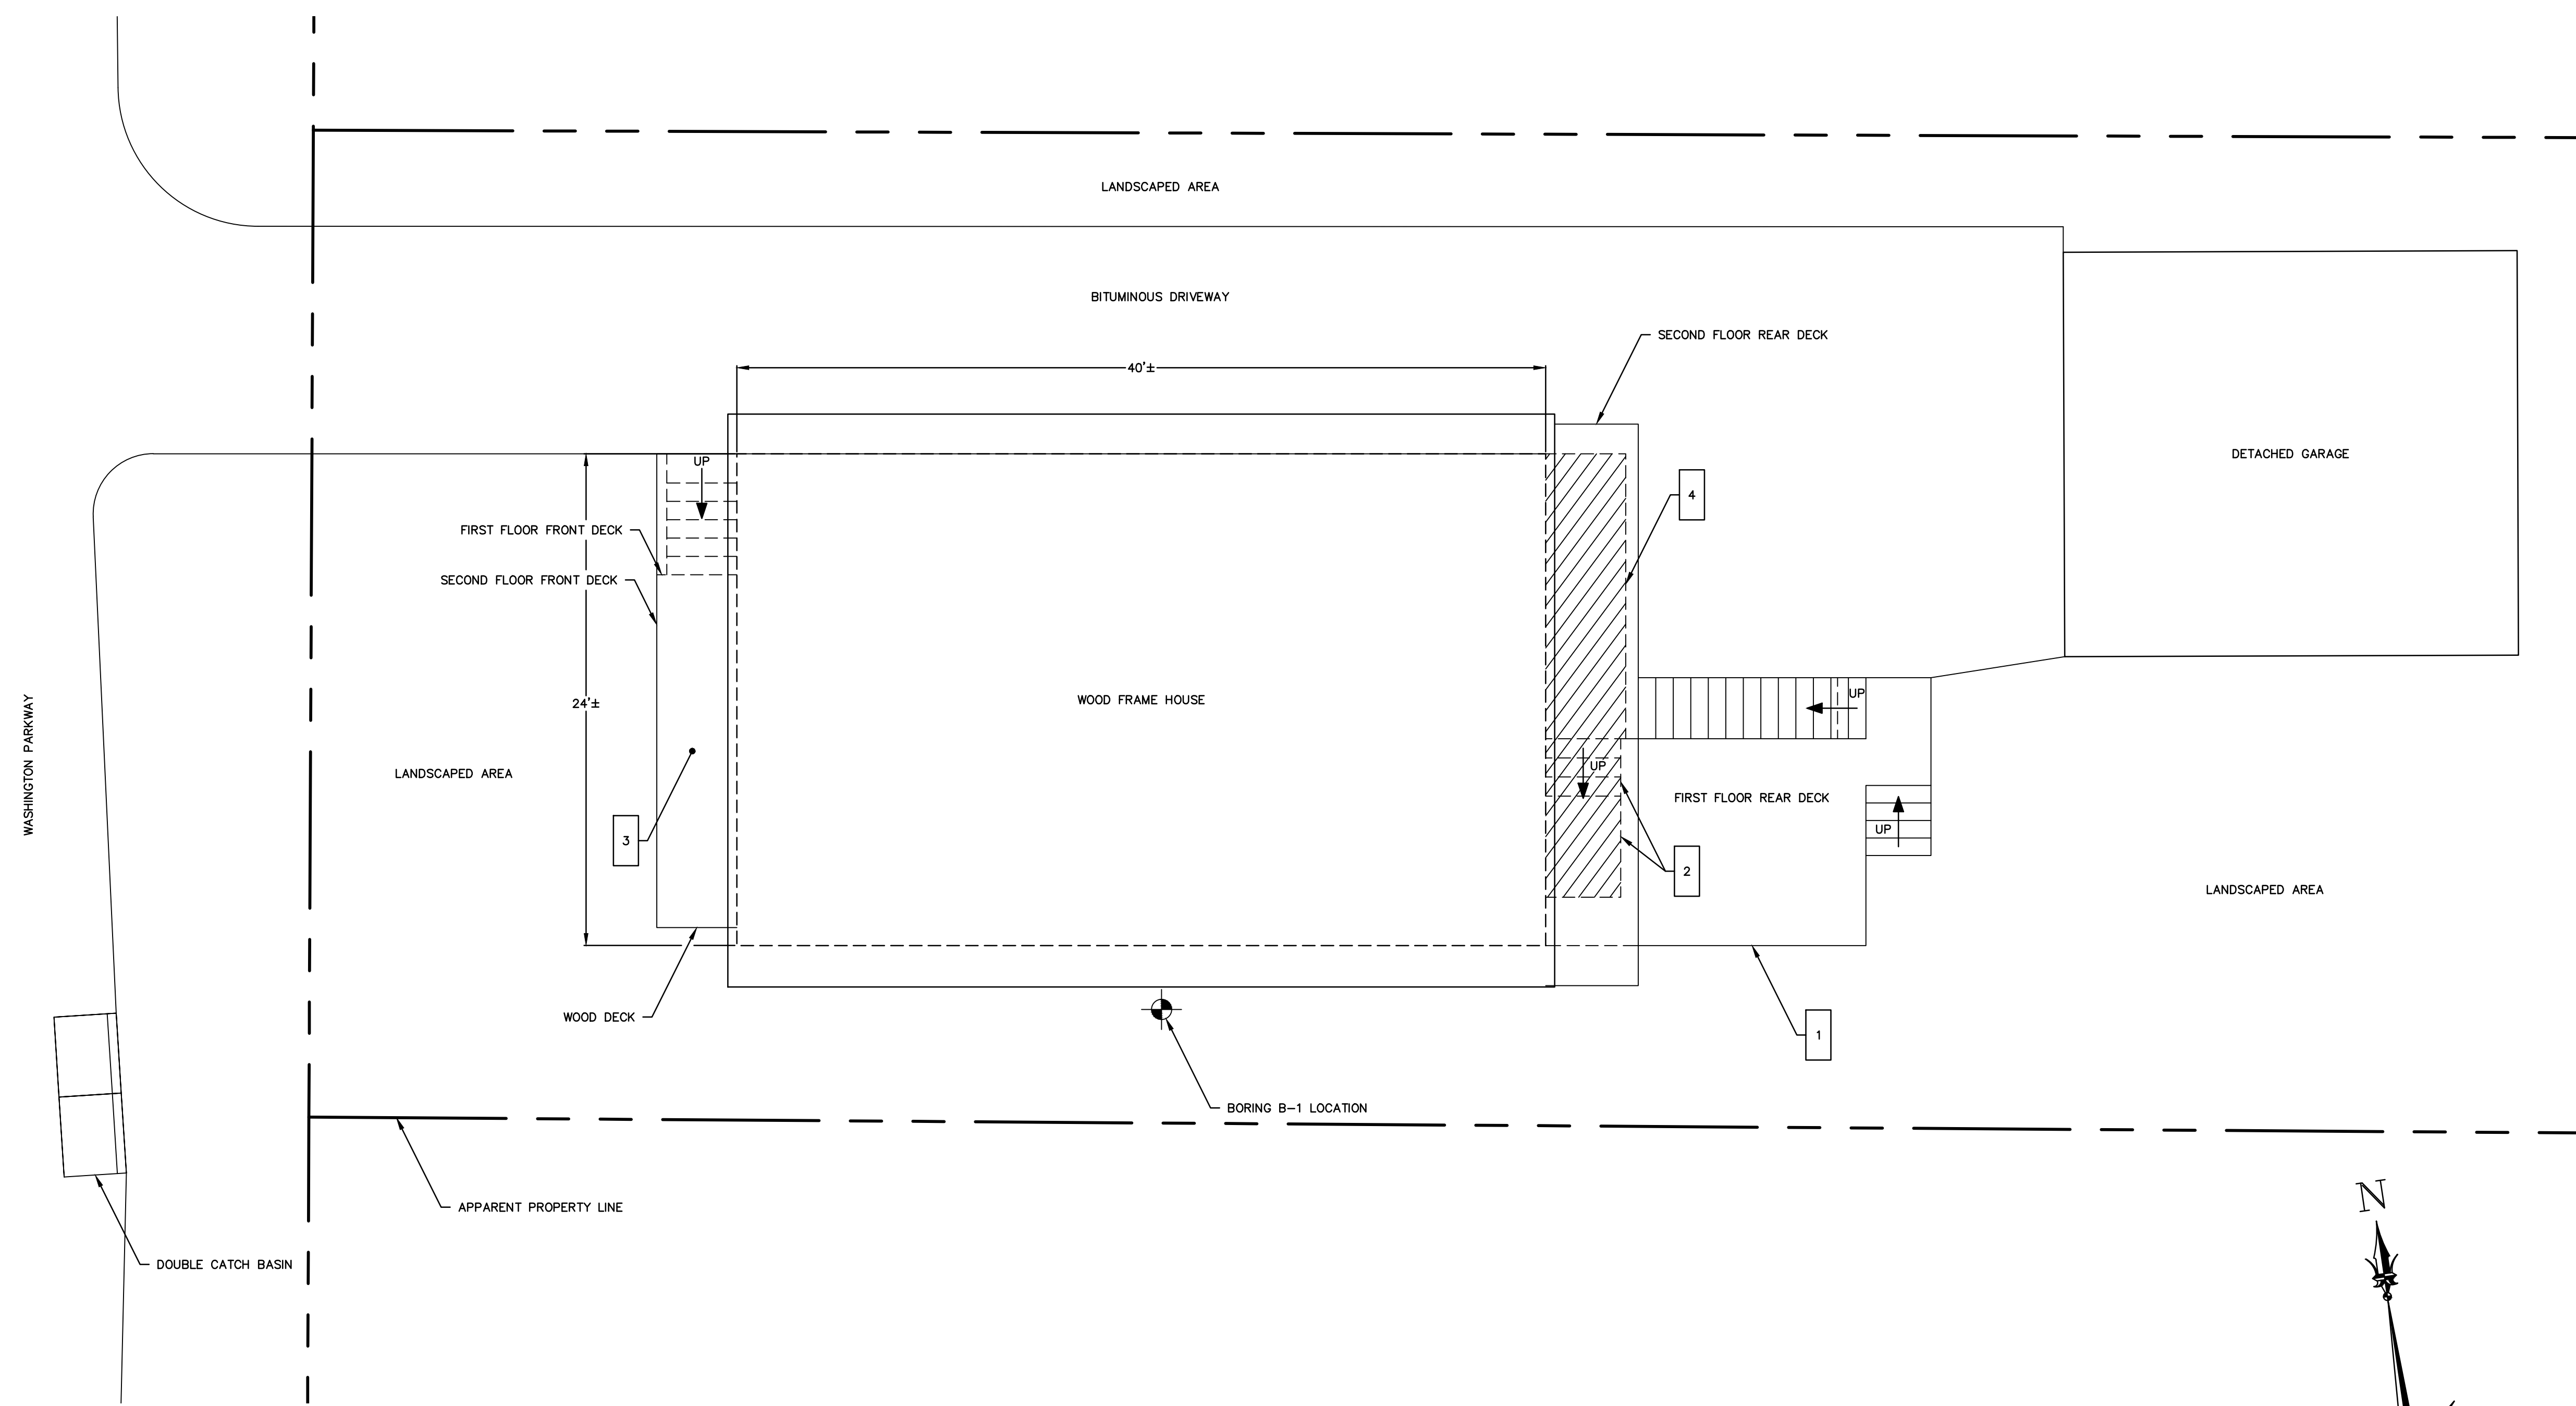 LANDSCAPED AREA
BITUMINOUS DRIVEWAY
SECOND FLOOR REAR DECK
40'±
DETACHED GARAGE
UP
4
FIRST FLOOR FRONT DECK
SECOND FLOOR FRONT DECK
24'±
WOOD FRAME HOUSE
UP
WASHINGTON PARKWAY
LANDSCAPED AREA
UP
FIRST FLOOR REAR DECK
UP
3
2
LANDSCAPED AREA
WOOD DECK
1
BORING B-1 LOCATION
APPARENT PROPERTY LINE
N
DOUBLE CATCH BASIN